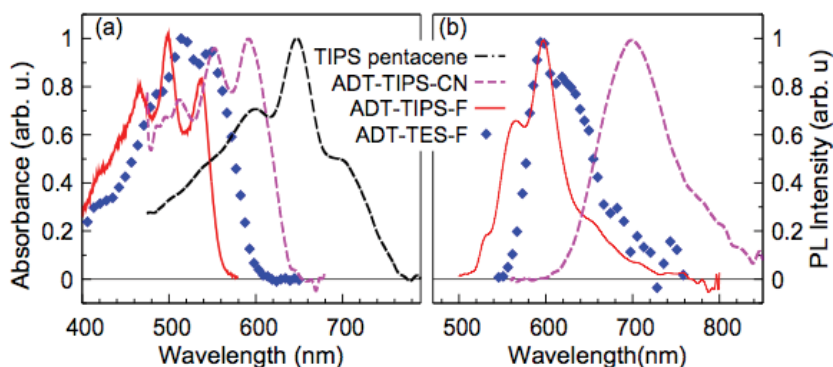 (a)
(b)
TIPS pentacene
ADT-TIPS-CN
ADT-TIPS-F
ADT-TES-F
Absorbance (arb. u.)
1
0.8
0.6
0.4
0.2
0
400 500 600 700
Wavelength (nm)
500 600 700 800
Wavelength(nm)
1
0.8
0.6
0.4
0.2
0
PL Intensity (arb. u)